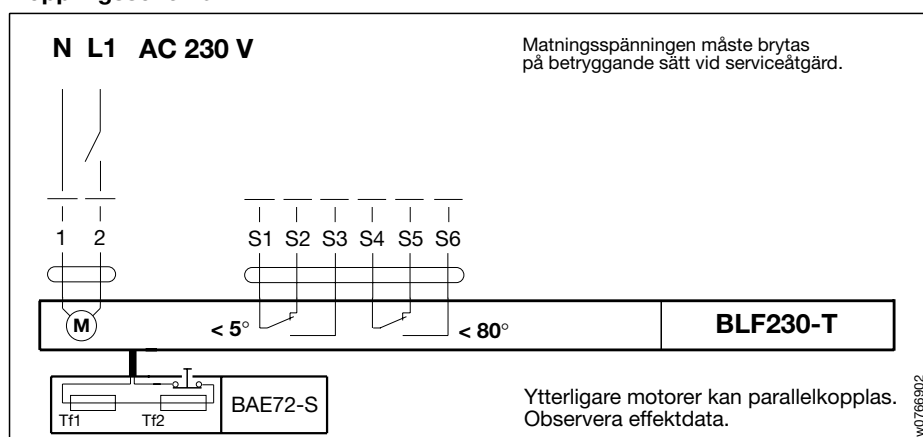 N L1 AC 230 V
Matningsspänningen måste brytas
på betryggande sätt vid serviceåtgärd.
1 2 S1 S2 S3 S4 S5 S6
M
< 5° < 80°
BLF230-T
Tf1 Tf2
BAE72-S
Ytterligare motorer kan parallelkopplas.
Observera effektdata.